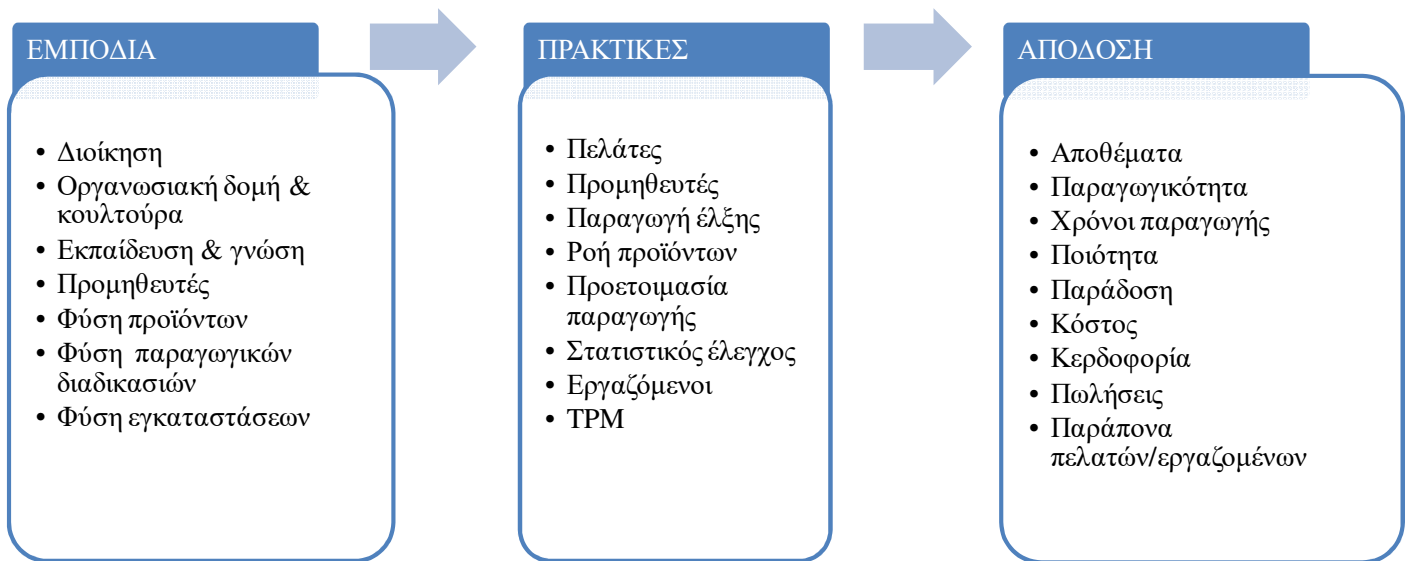 ΕΜΠΟΔΙΑ
• Διοίκηση
• Οργανωσιακή δομή &
κουλτούρα
• Εκπαίδευση & γνώση
• Προμηθευτές
• Φύση προϊόντων
• Φύση παραγωγικών
διαδικασιών
• Φύση εγκαταστάσεων
ΠΡΑΚΤΙΚΕΣ
• Πελάτες
• Προμηθευτές
• Παραγωγή έλξης
• Ροή προϊόντων
• Προετοιμασία
παραγωγής
• Στατιστικός έλεγχος
• Εργαζόμενοι
• TPM
ΑΠΟΔΟΣΗ
• Αποθέματα
• Παραγωγικότητα
• Χρόνοι παραγωγής
• Ποιότητα
• Παράδοση
• Κόστος
• Κερδοφορία
• Πωλήσεις
• Παράπονα
πελατών/εργαζομένων